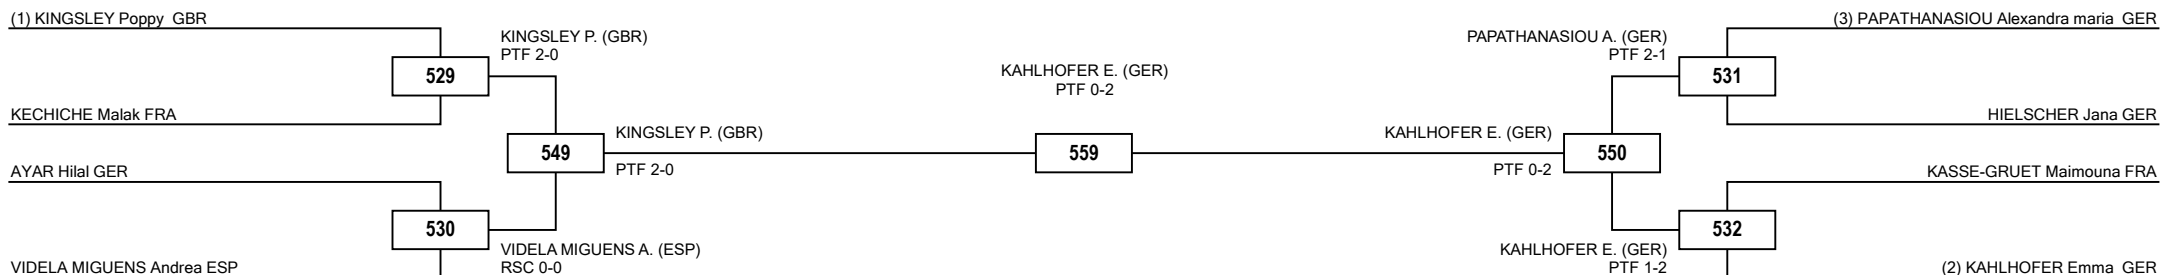 (1) KINGSLEY Poppy GBR
KINGSLEY P. (GBR)
PTF 2-0
529
KECHICHE Malak FRA
KINGSLEY P. (GBR)
549
PTF 2-0
AYAR Hilal GER
530
VIDELA MIGUENS A. (ESP)
RSC 0-0
VIDELA MIGUENS Andrea ESP
KAHLHOFER E. (GER)
PTF 0-2
559
(3) PAPATHANASIOU Alexandra maria GER
PAPATHANASIOU A. (GER)
PTF 2-1
531
HIELSCHER Jana GER
KAHLHOFER E. (GER)
550
PTF 0-2
KASSE-GRUET Maimouna FRA
532
KAHLHOFER E. (GER)
PTF 1-2
(2) KAHLHOFER Emma GER